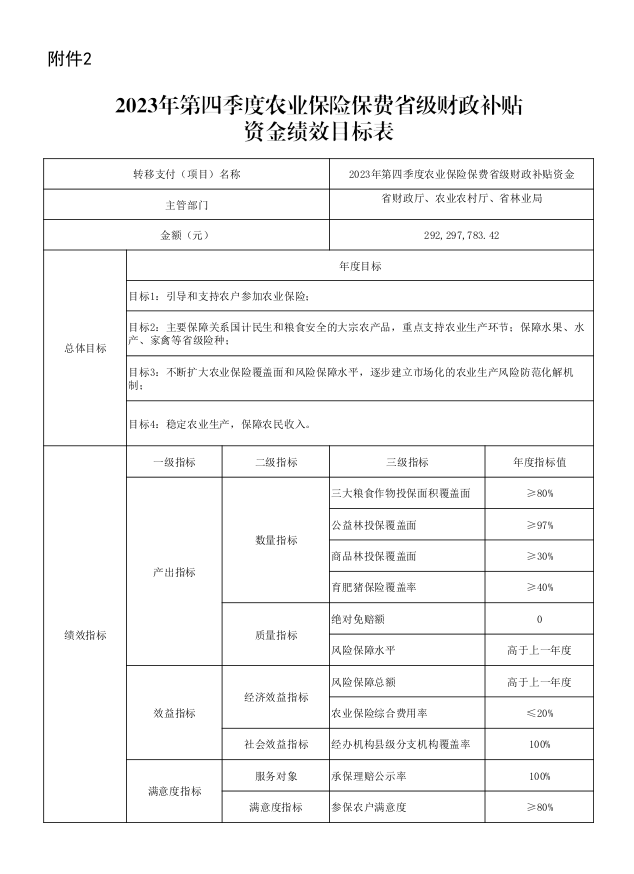 附件2
2023年第四季度农业保险保费省级财政补贴
资金绩效目标表
转移支付（项目）名称 2023年第四季度农业保险保费省级财政补贴资金
主管部门 省财政厅、农业农村厅、省林业局
金额（元） 292,297,783.42
总体目标 年度目标
目标1：引导和支持农户参加农业保险；
目标2：主要保障关系国计民生和粮食安全的大宗农产品，重点支持农业生产环节；保障水果、水
产、家禽等省级险种；
目标3：不断扩大农业保险覆盖面和风险保障水平，逐步建立市场化的农业生产风险防范化解机
制；
目标4：稳定农业生产，保障农民收入。
绩效指标 一级指标 二级指标 三级指标 年度指标值
产出指标 数量指标 三大粮食作物投保面积覆盖面 ≥80%
公益林投保覆盖面 ≥97%
商品林投保覆盖面 ≥30%
育肥猪保险覆盖率 ≥40%
质量指标 绝对免赔额 0
风险保障水平 高于上一年度
效益指标 经济效益指标 风险保障总额 高于上一年度
农业保险综合费用率 ≤20%
社会效益指标 经办机构县级分支机构覆盖率 100%
满意度指标 服务对象 承保理赔公示率 100%
满意度指标 参保农户满意度 ≥80%